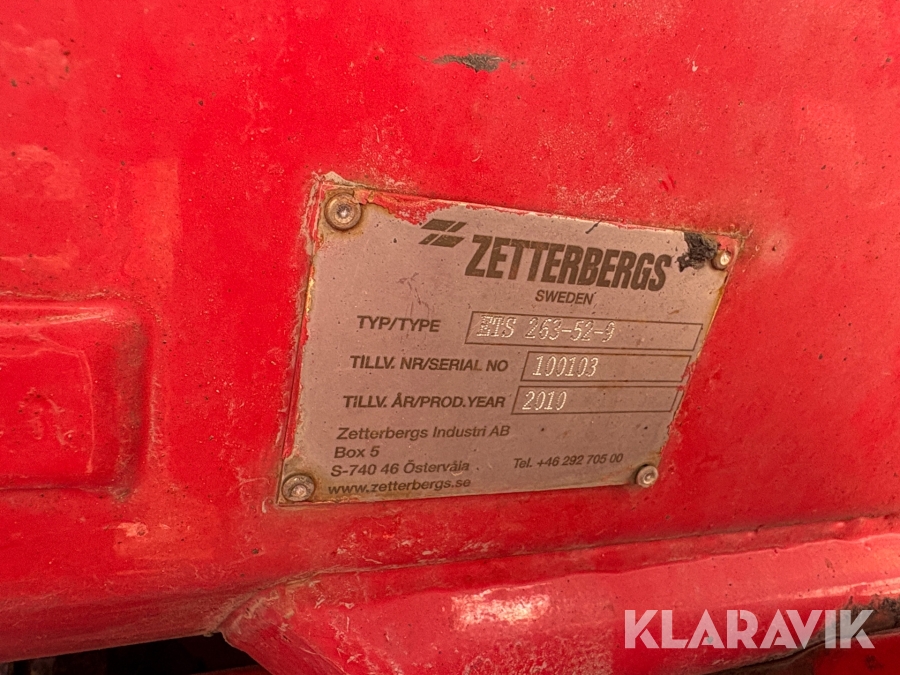 ZETTERBERGS
SWEDEN
TYP/TYPE ETS 263-52-9
TILLV. NR/SERIAL NO 100103
TILLV. ÅR/PROD.YEAR 2010
Zetterbergs Industri AB
Box 5
S-740 46 Östervåla Tel. +46 292 705 00
www.zetterbergs.se
KLARAVIK